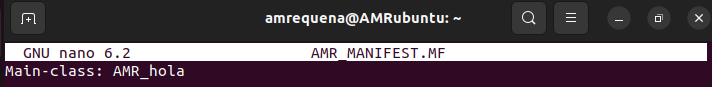 amrequena@AMRubuntu: ~
GNU nano 6.2 AMR_MANIFEST.MF
Main-class: AMR_hola